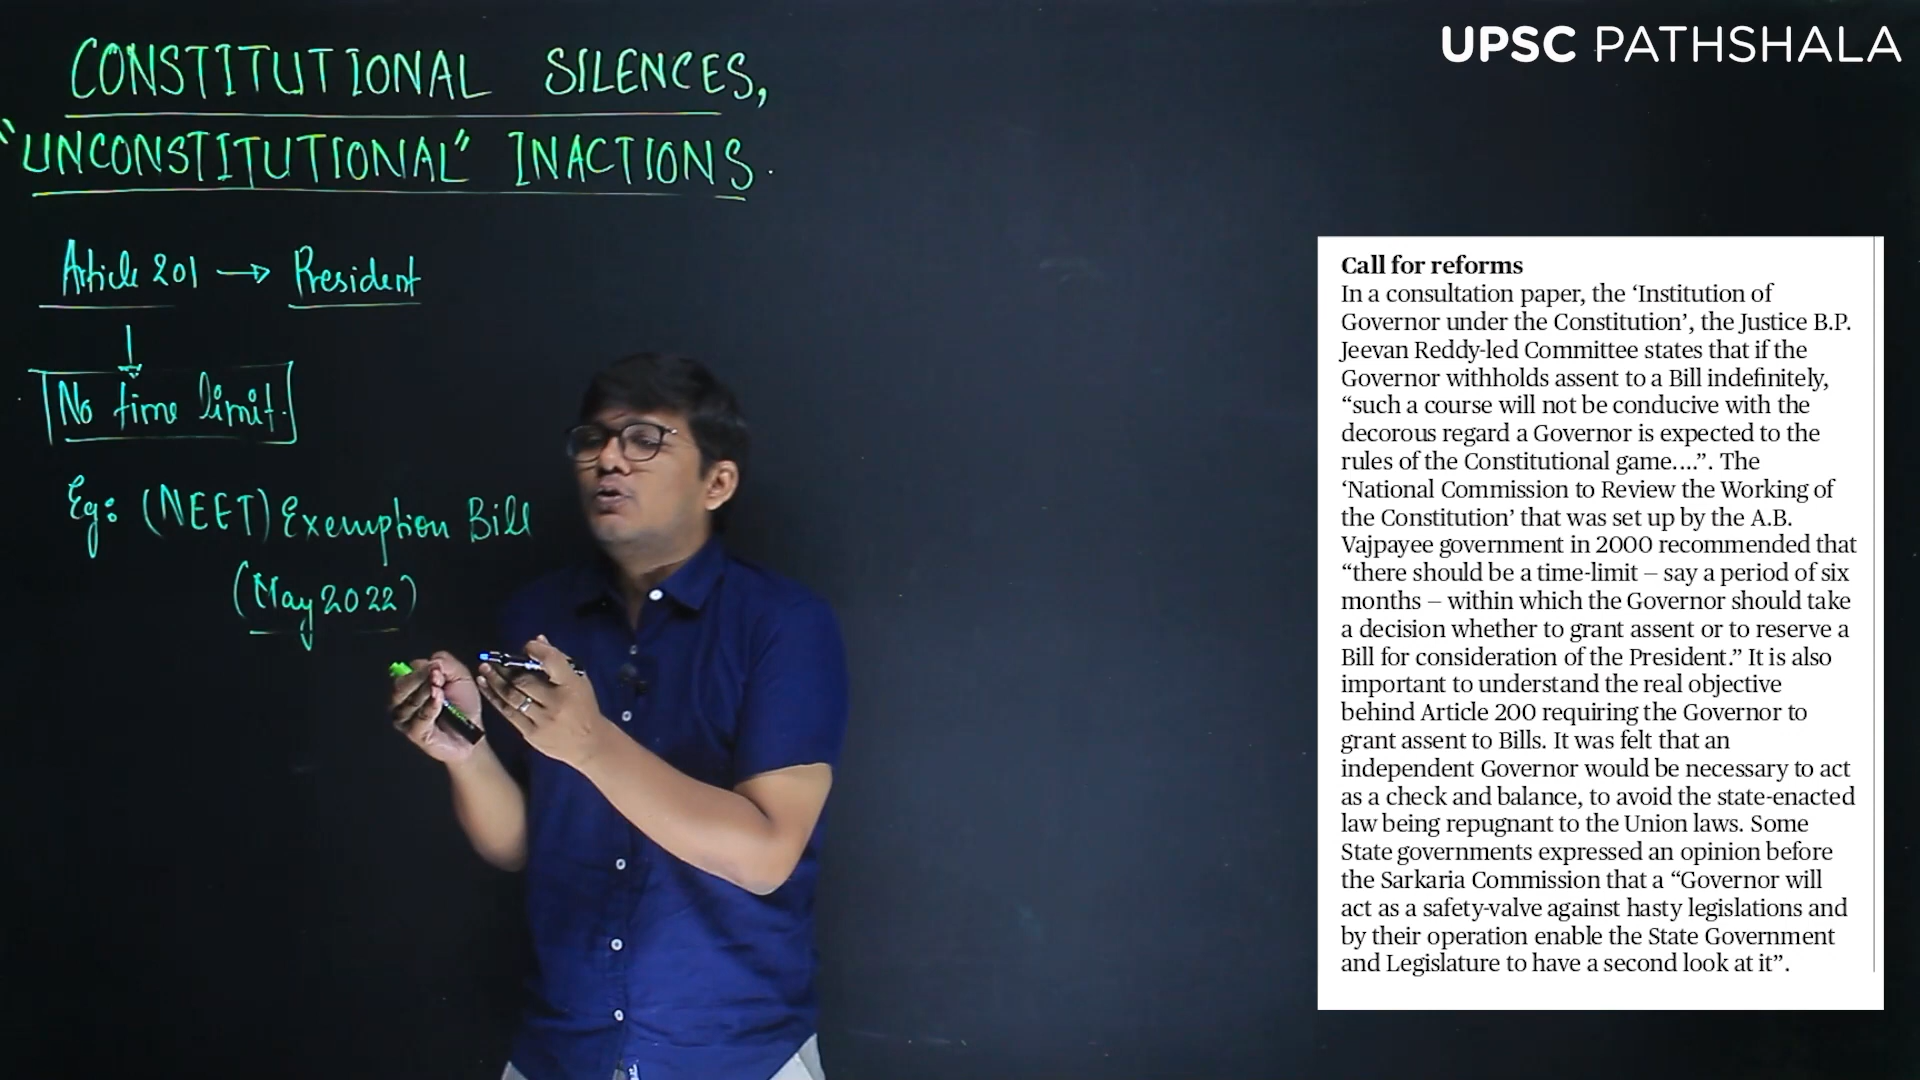 CONSTITUTIONAL SILENCES,
"UNCONSTITUTIONAL" INACTIONS.
Article 201 → President
↓
No time limit.
Eg: (NEET) Exemption Bill
(May 2022)
UPSC PATHSHALA
Call for reforms
In a consultation paper, the ‘Institution of
Governor under the Constitution’, the Justice B.P.
Jeevan Reddy-led Committee states that if the
Governor withholds assent to a Bill indefinitely,
“such a course will not be conducive with the
decorous regard a Governor is expected to the
rules of the Constitutional game....”. The
‘National Commission to Review the Working of
the Constitution’ that was set up by the A.B.
Vajpayee government in 2000 recommended that
“there should be a time-limit – say a period of six
months – within which the Governor should take
a decision whether to grant assent or to reserve a
Bill for consideration of the President.” It is also
important to understand the real objective
behind Article 200 requiring the Governor to
grant assent to Bills. It was felt that an
independent Governor would be necessary to act
as a check and balance, to avoid the state-enacted
law being repugnant to the Union laws. Some
State governments expressed an opinion before
the Sarkaria Commission that a “Governor will
act as a safety-valve against hasty legislations and
by their operation enable the State Government
and Legislature to have a second look at it”.